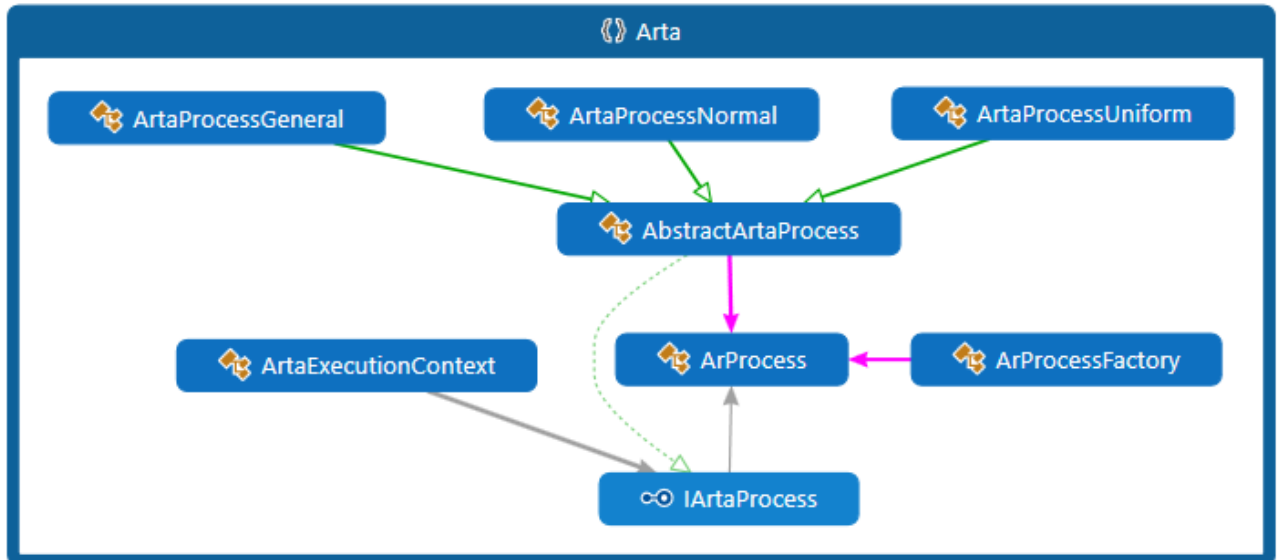 Arta
ArtaProcessGeneral
ArtaProcessNormal
ArtaProcessUniform
AbstractArtaProcess
ArtaExecutionContext
ArProcess
ArProcessFactory
IArtaProcess